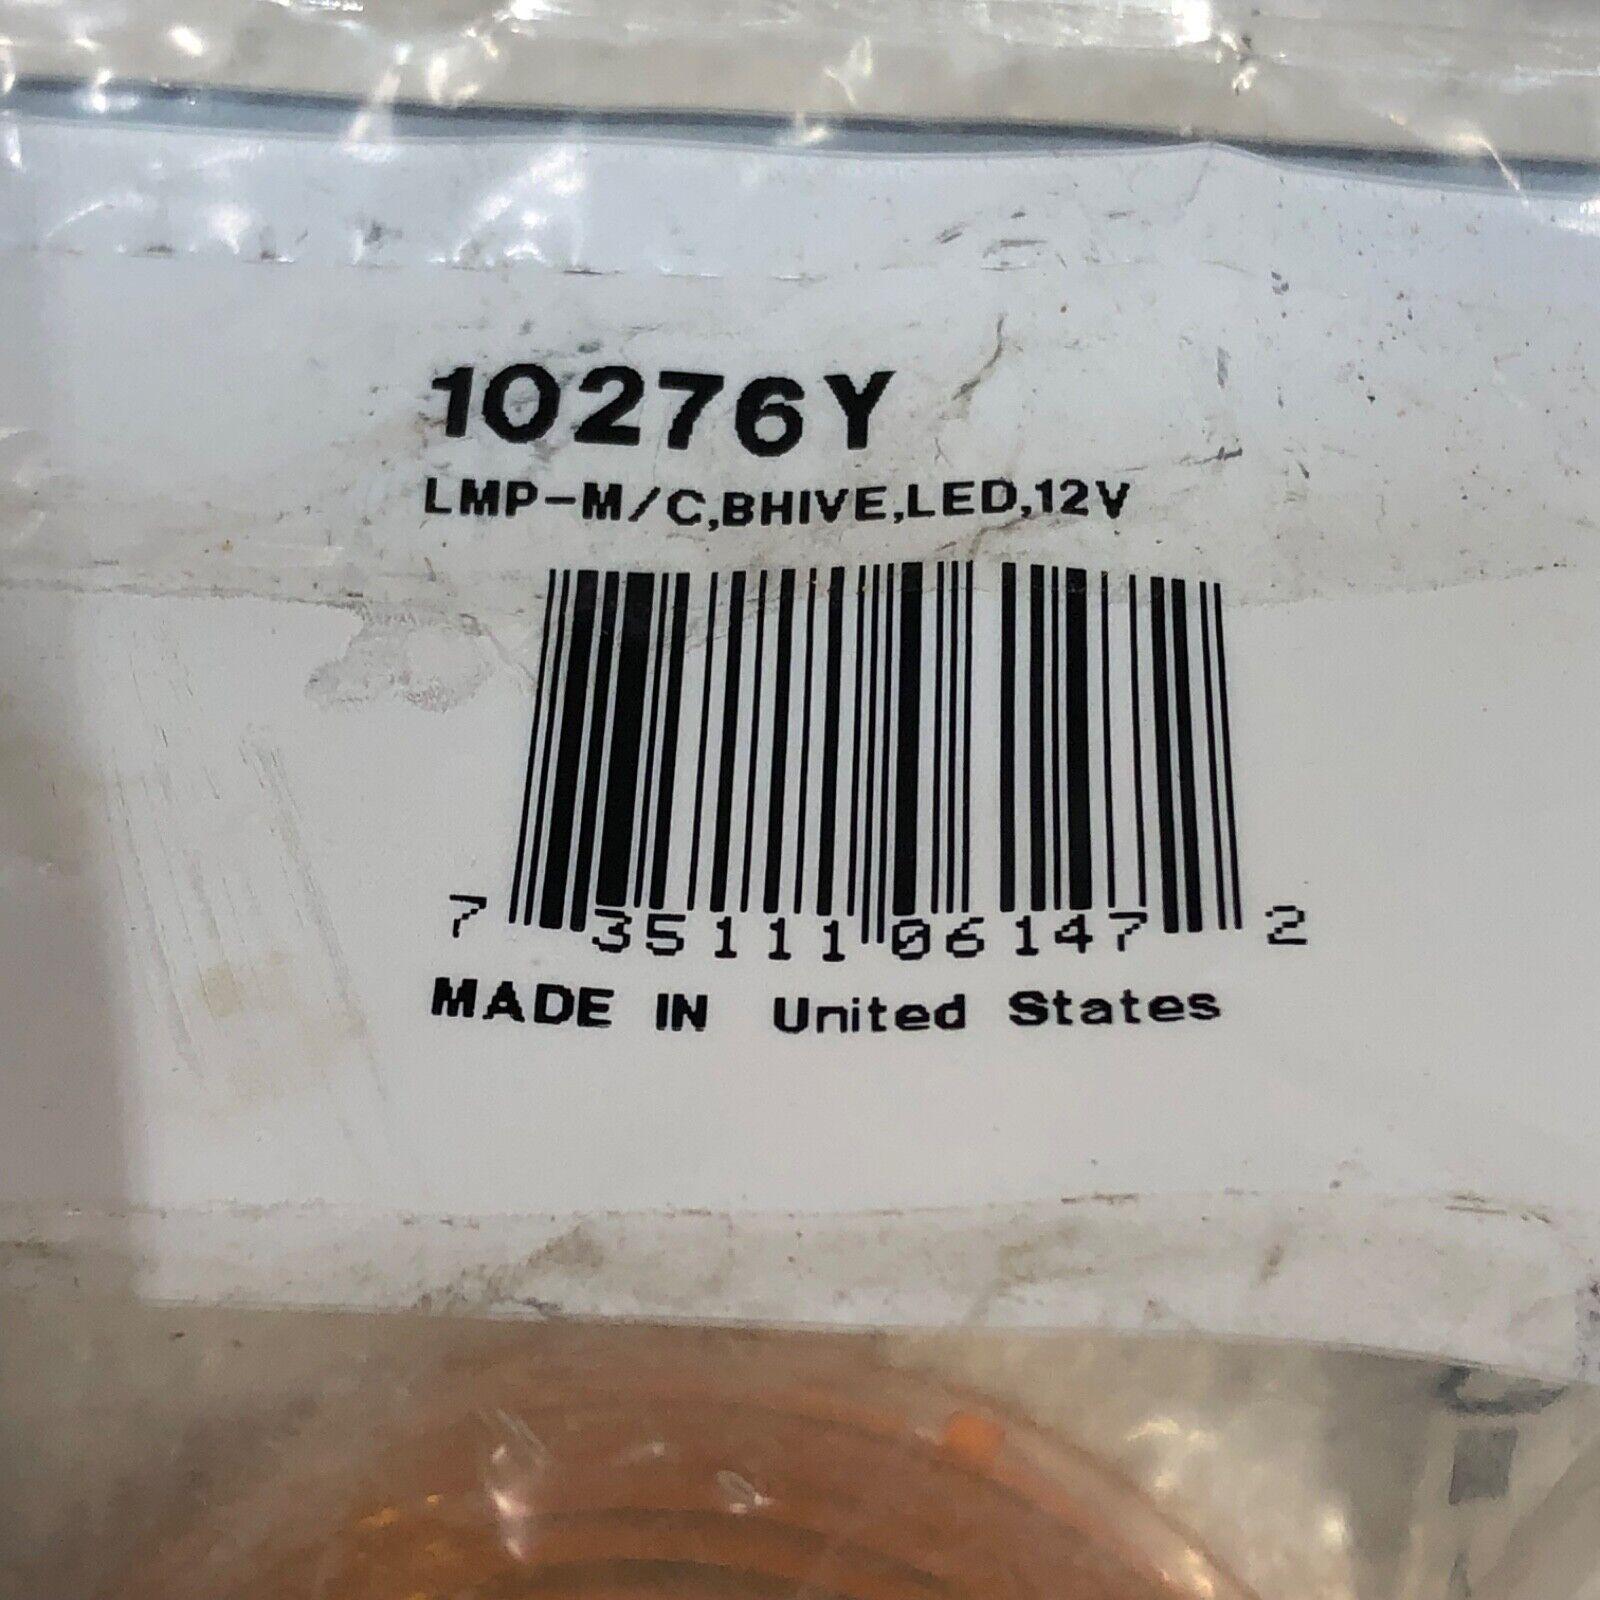 10276Y
LMP-M/C,BHIVE,LED,12V
7 35111 06147 2
MADE IN United States